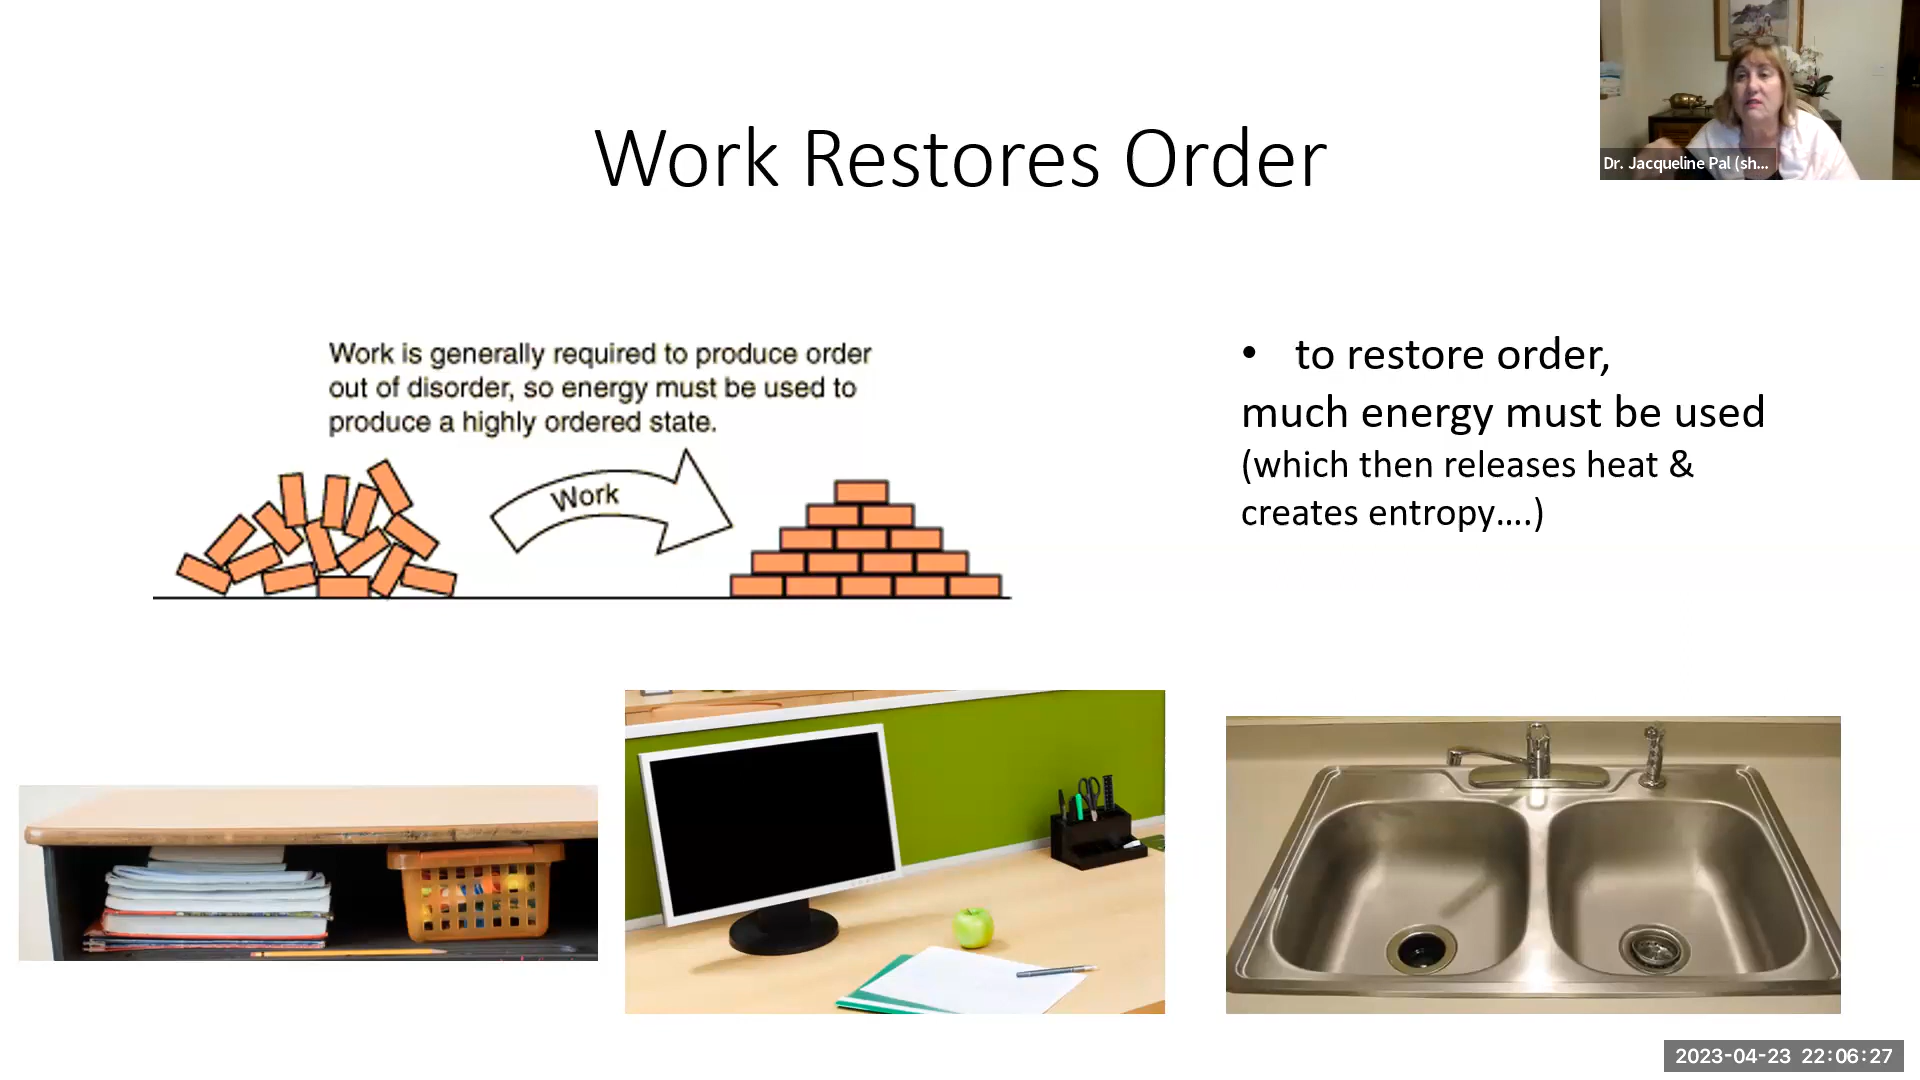 Dr. Jacqueline Pal (sh...
Work Restores Order
Work is generally required to produce order
out of disorder, so energy must be used to
produce a highly ordered state.
Work
• to restore order,
much energy must be used
(which then releases heat &
creates entropy....)
2023-04-23 22:06:27